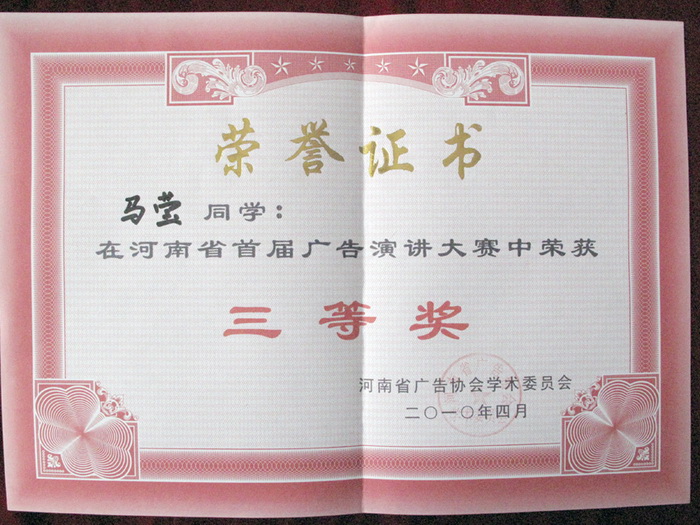 荣誉证书
马莹 同学：
在河南省首届广告演讲大赛中荣获
三等奖
河南省广告协会学术委员会
二〇一〇年四月